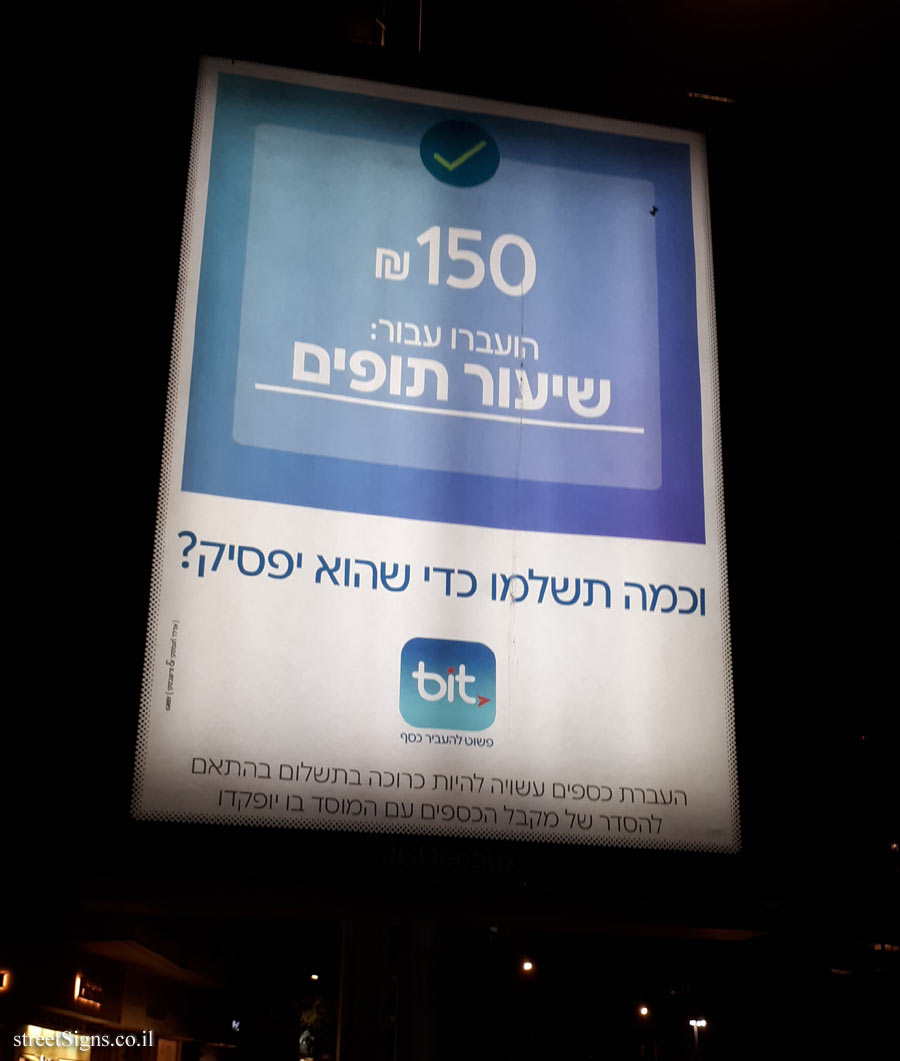 ₪150
הועברו עבור:
שיעור תופים
וכמה תשלמו כדי שהוא יפסיק?
bit
פשוט להעביר כסף
העברת כספים עשויה להיות כרוכה בתשלום בהתאם
להסדר של מקבל הכספים עם המוסד בו יופקדו
JCDecaux
streetSigns.co.il